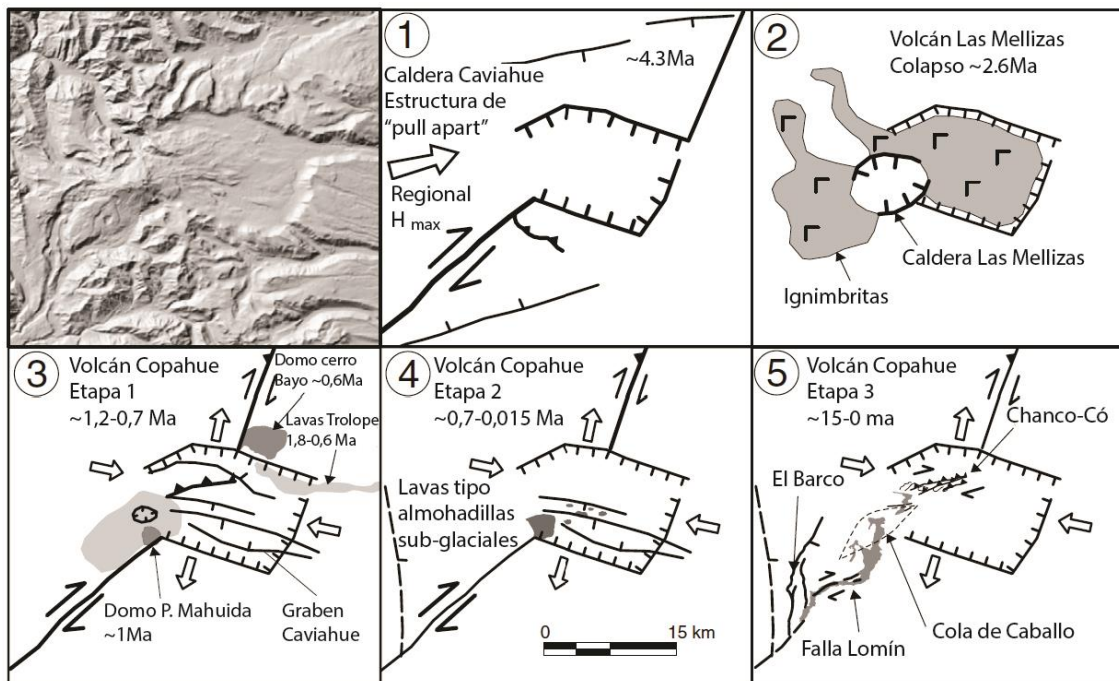 1
~4.3Ma
Caldera Caviahue
Estructura de
“pull apart”
Regional
H max
2
Volcán Las Mellizas
Colapso ~2.6Ma
Caldera Las Mellizas
Ignimbritas
3
Volcán Copahue
Etapa 1
~1,2-0,7 Ma
Domo cerro
Bayo ~0,6Ma
Lavas Trolope
1,8-0,6 Ma
Domo P. Mahuida
~1Ma
Graben
Caviahue
4
Volcán Copahue
Etapa 2
~0,7-0,015 Ma
Lavas tipo
almohadillas
sub-glaciales
0 15 km
5
Volcán Copahue
Etapa 3
~15-0 ma
Chanco-Có
El Barco
Cola de Caballo
Falla Lomín